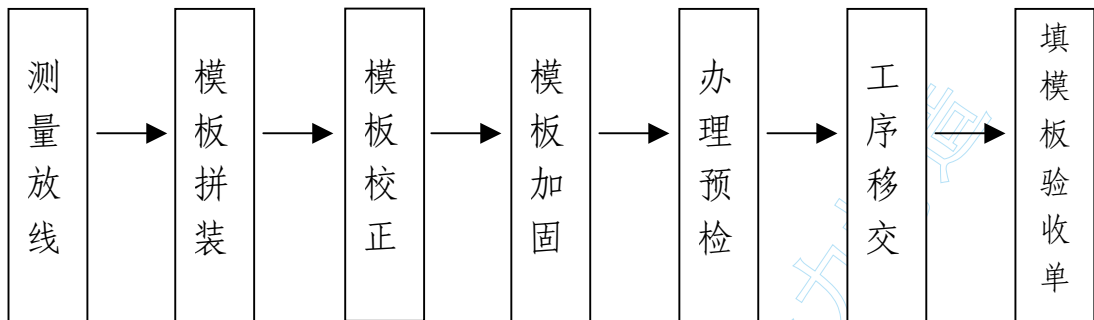 测量放线
模板拼装
模板校正
模板加固
办理预检
工序移交
填模板验收单